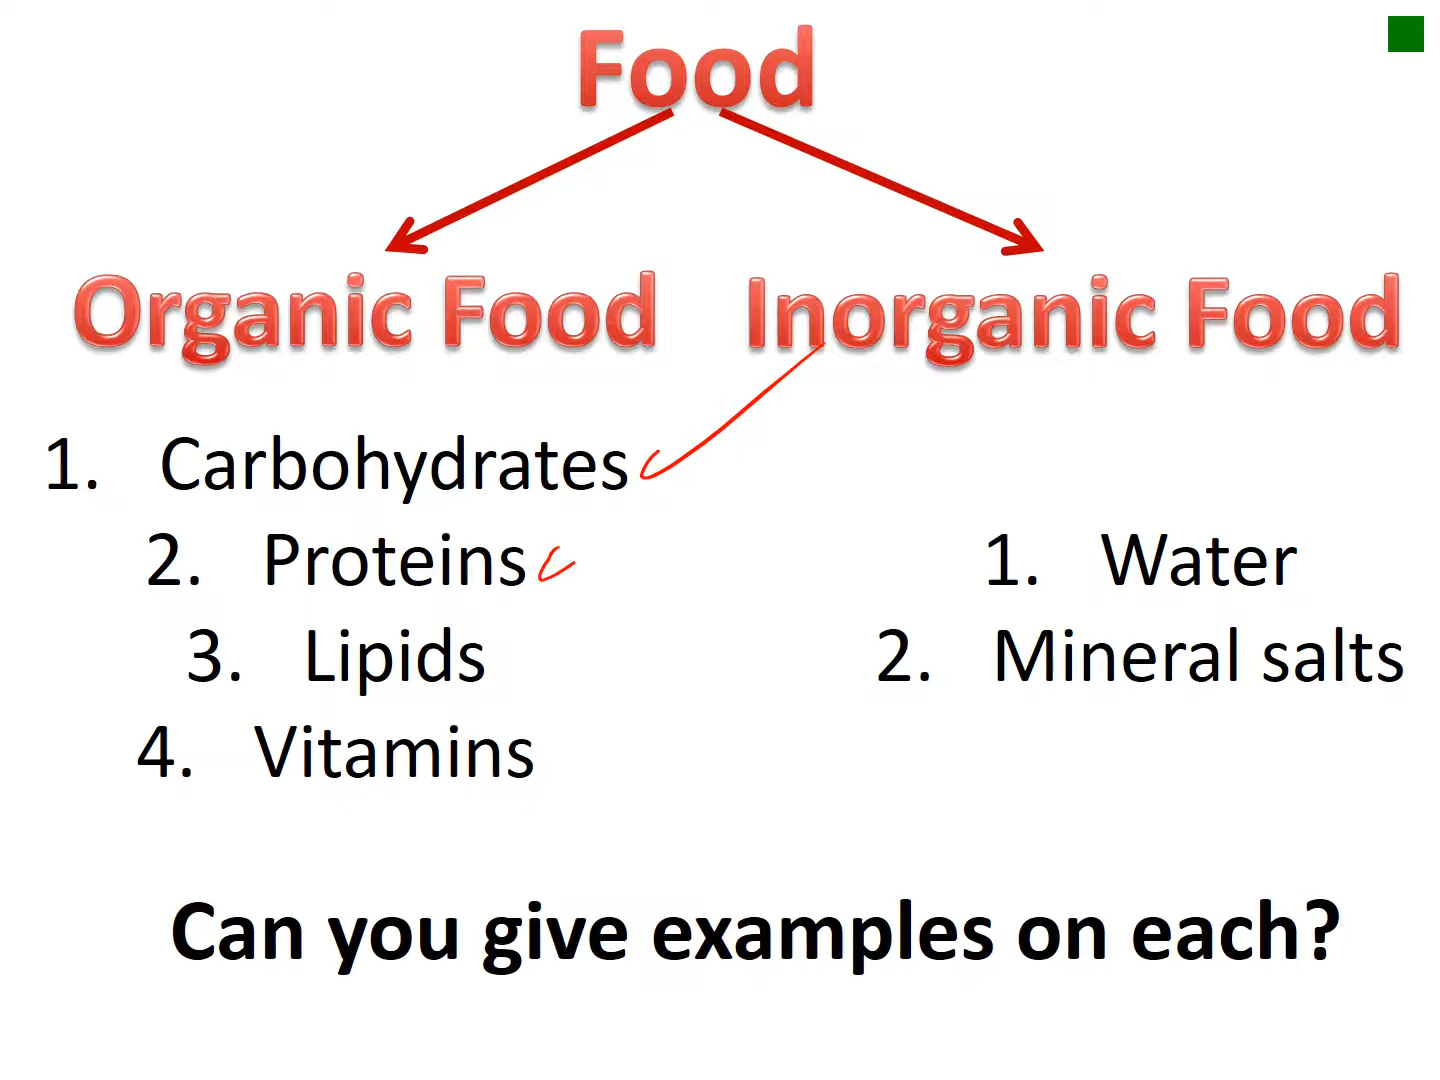 Food
Organic Food
Inorganic Food
1. Carbohydrates
2. Proteins
3. Lipids
4. Vitamins
1. Water
2. Mineral salts
Can you give examples on each?